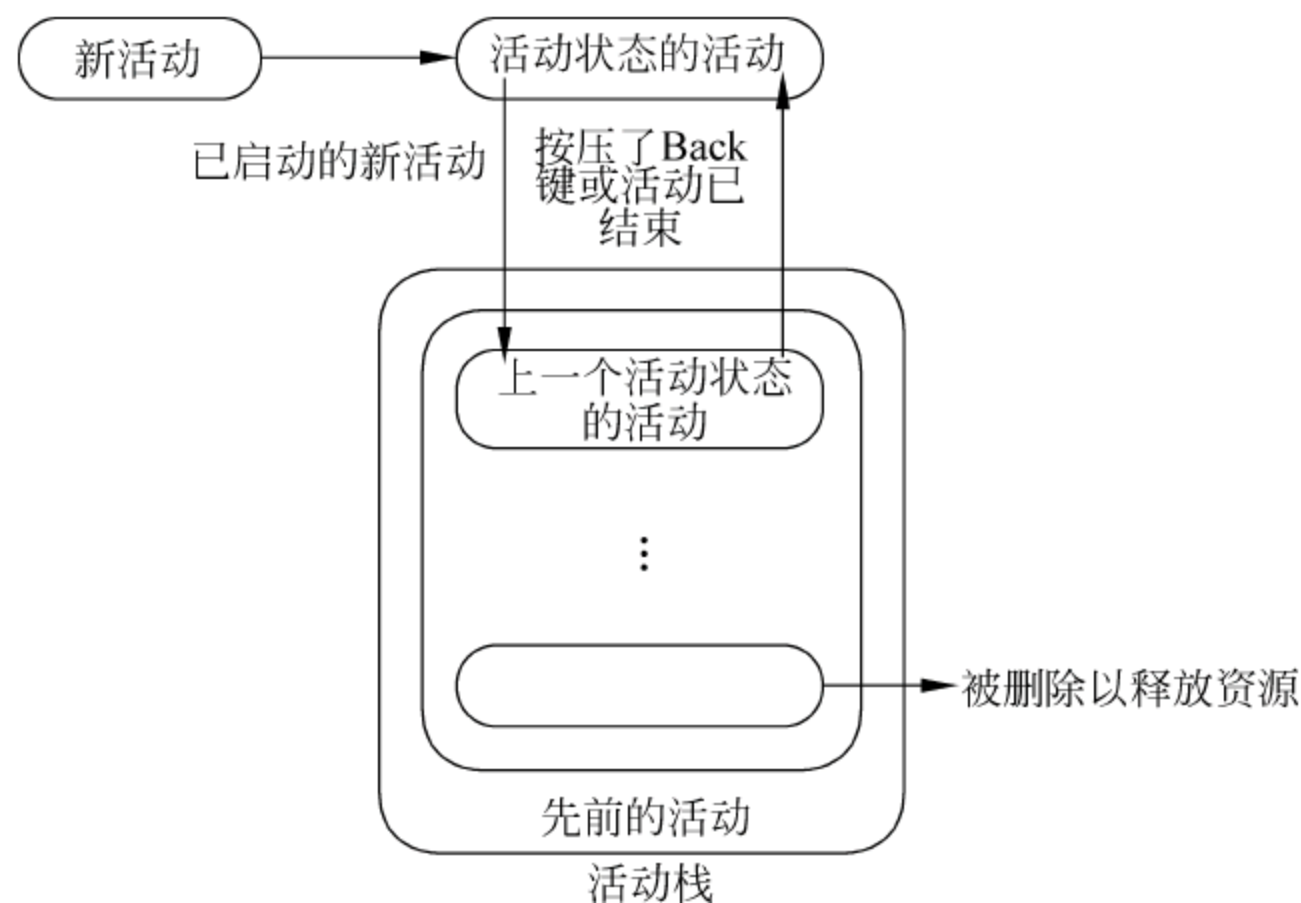 新活动
活动状态的活动
已启动的新活动
按压了Back
键或活动已
结束
上一个活动状态
的活动
被删除以释放资源
先前的活动
活动栈